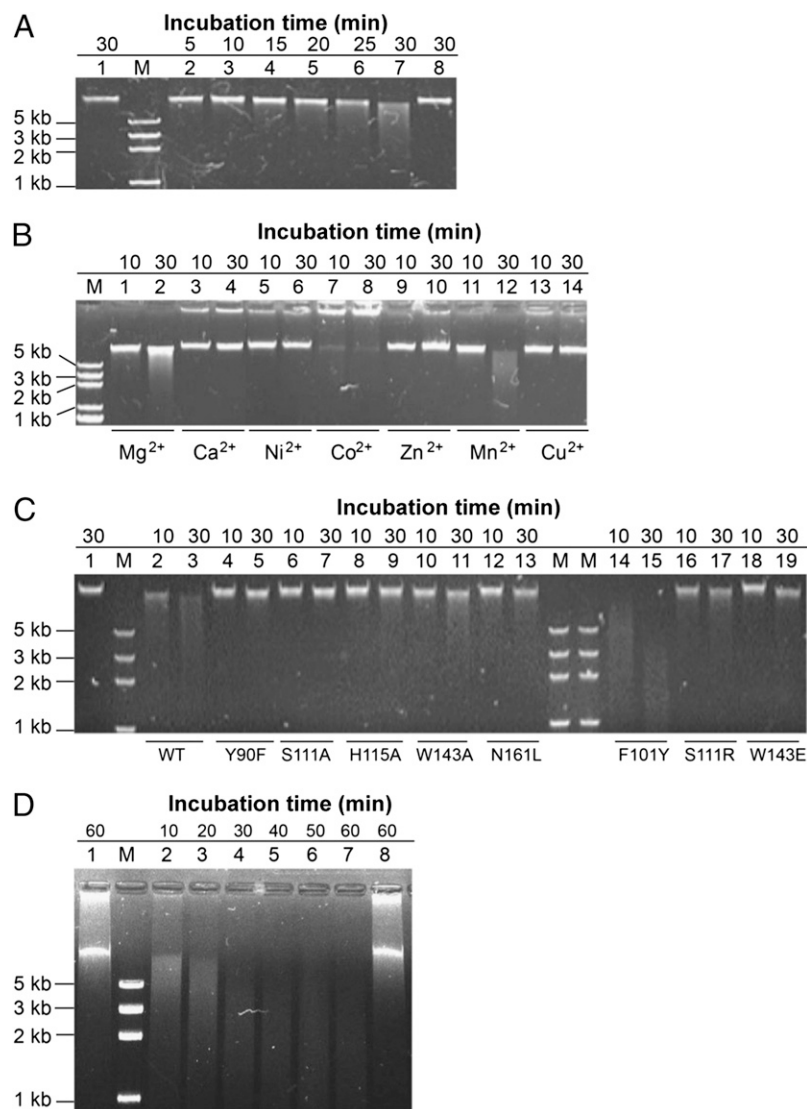 A
Incubation time (min)
30 5 10 15 20 25 30 30
1 M 2 3 4 5 6 7 8
5 kb
3 kb
2 kb
1 kb
B
Incubation time (min)
10 30 10 30 10 30 10 30 10 30 10 30 10 30
M 1 2 3 4 5 6 7 8 9 10 11 12 13 14
5 kb
3 kb
2 kb
1 kb
Mg²⁺ Ca²⁺ Ni²⁺ Co²⁺ Zn²⁺ Mn²⁺ Cu²⁺
C
Incubation time (min)
30 10 30 10 30 10 30 10 30 10 30 10 30 10 30 10 30 10 30
1 M 2 3 4 5 6 7 8 9 10 11 12 13 M M 14 15 16 17 18 19
5 kb
3 kb
2 kb
1 kb
WT Y90F S111A H115A W143A N161L F101Y S111R W143E
D
Incubation time (min)
60 10 20 30 40 50 60 60
1 M 2 3 4 5 6 7 8
5 kb
3 kb
2 kb
1 kb